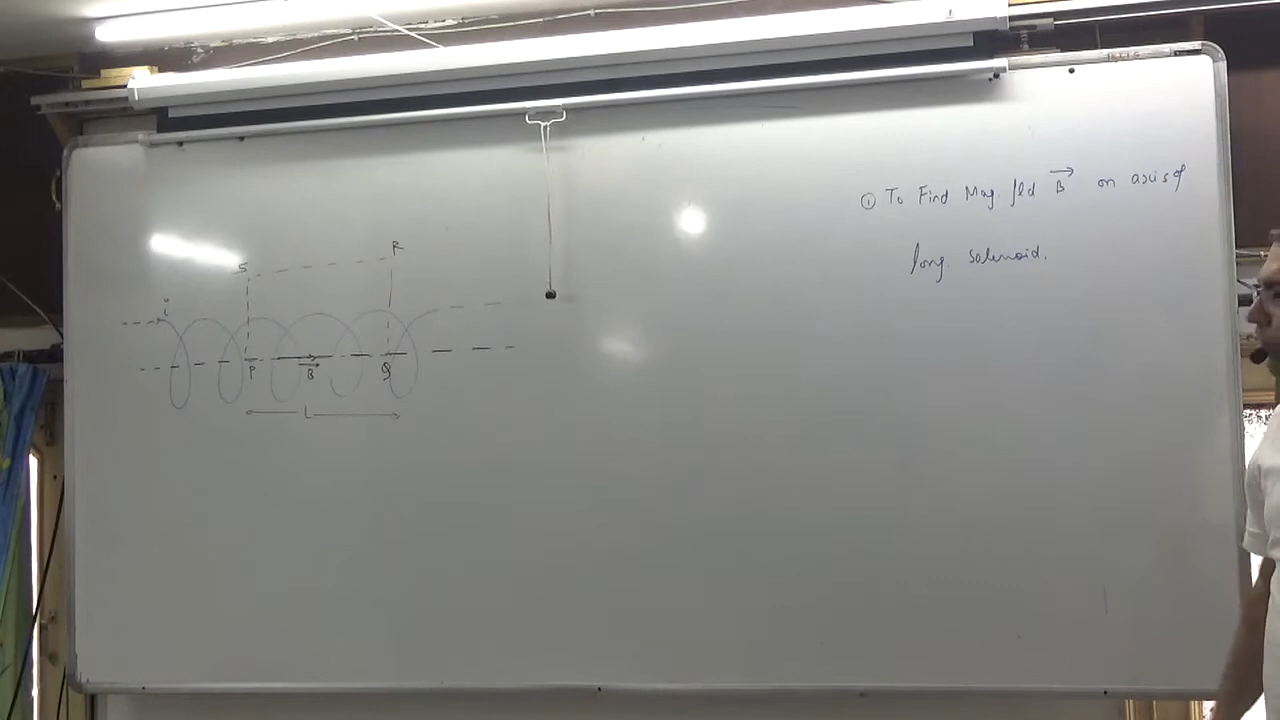 ① To Find Mag. fld B⃗ on axis of
long solenoid.
S R
i
P B⃗ Q
L